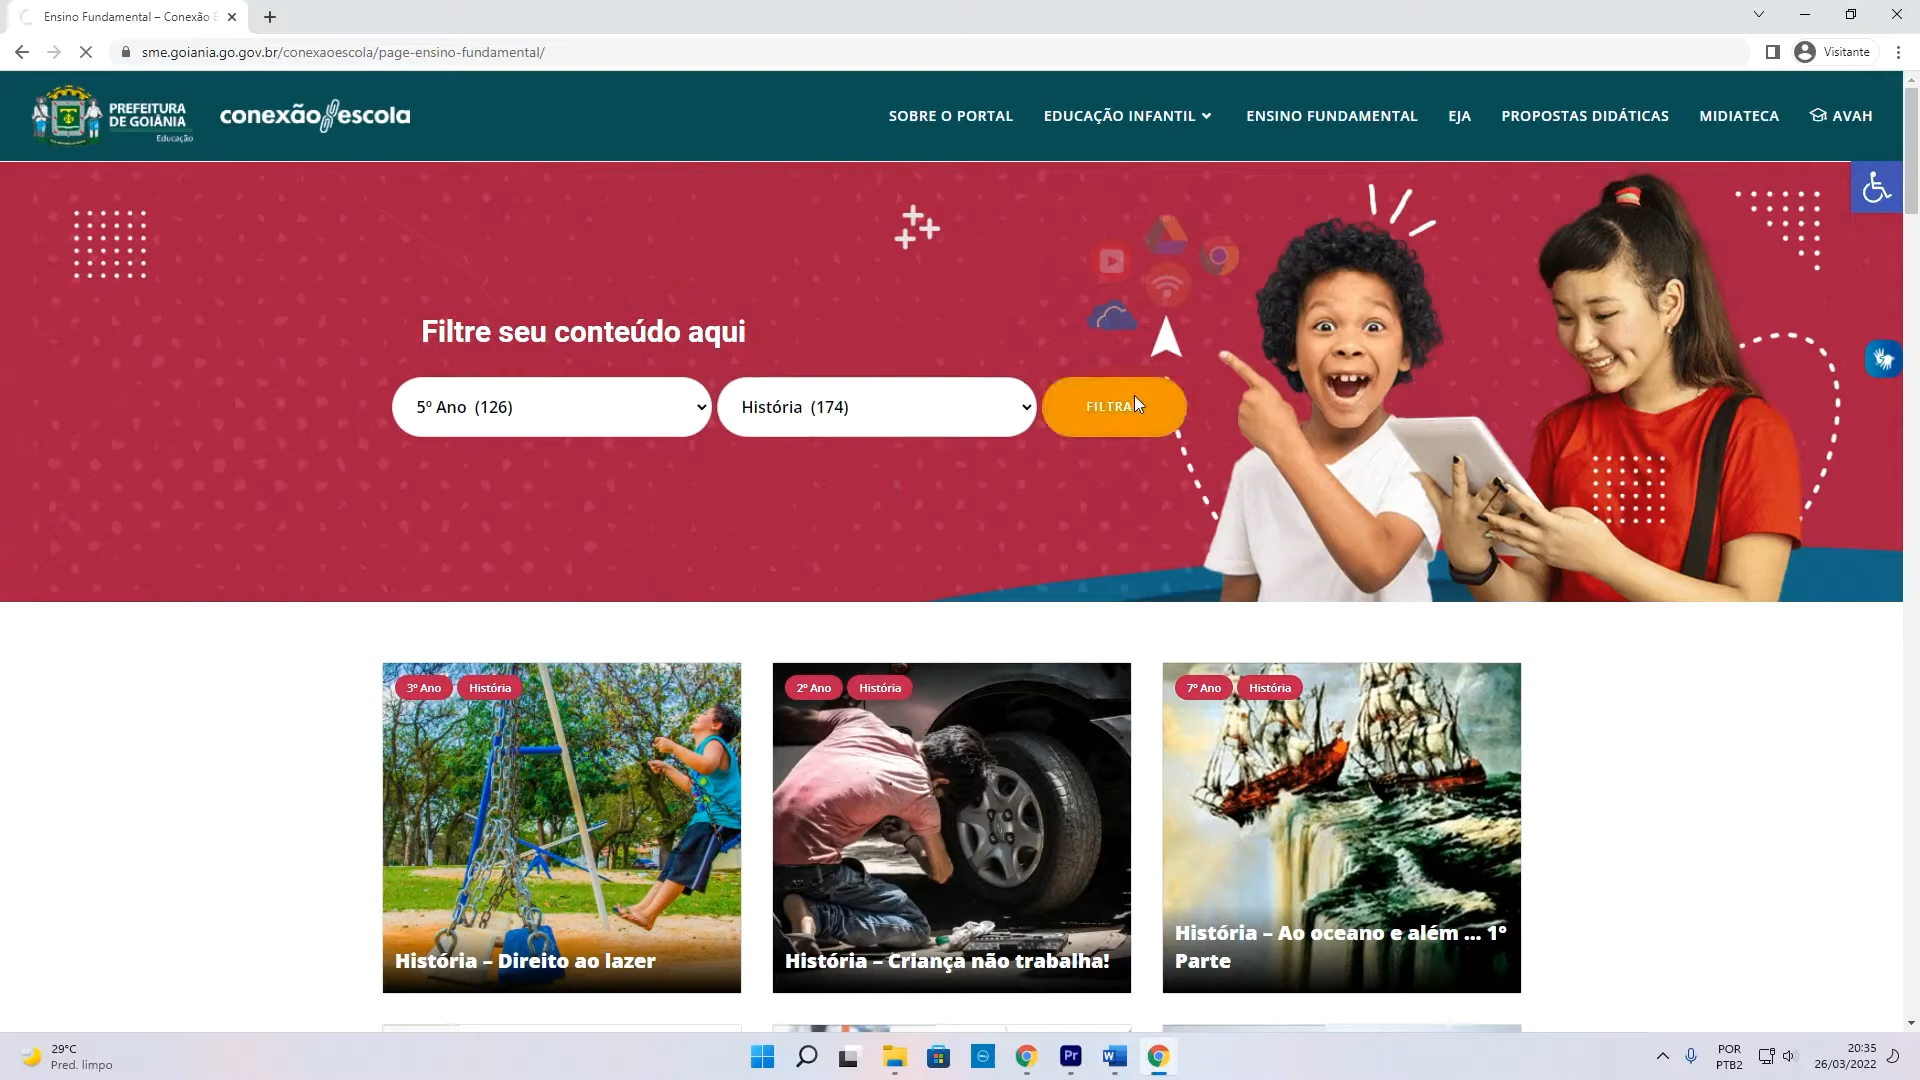 Ensino Fundamental – Conexão E
sme.goiania.go.gov.br/conexaoescola/page-ensino-fundamental/
Visitante
PREFEITURA
DE GOIÂNIA
Educação
conexão escola
SOBRE O PORTAL
EDUCAÇÃO INFANTIL
ENSINO FUNDAMENTAL
EJA
PROPOSTAS DIDÁTICAS
MIDIATECA
AVAH
Filtre seu conteúdo aqui
5º Ano (126)
História (174)
FILTRA
3º Ano
História
História – Direito ao lazer
2º Ano
História
História – Criança não trabalha!
7º Ano
História
História – Ao oceano e além ... 1º
Parte
29°C
Pred. limpo
Pr
POR
PTB2
20:35
26/03/2022